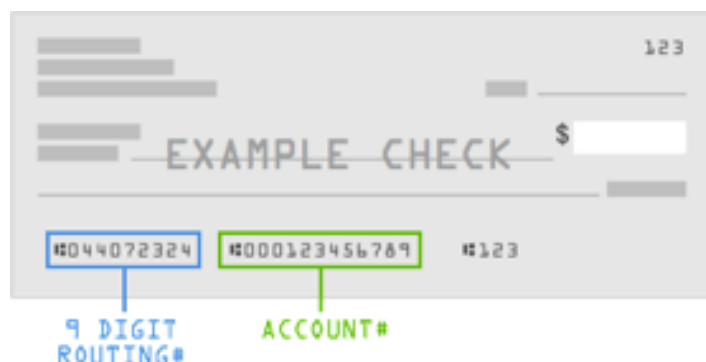 123
$
EXAMPLE CHECK
⑆044072324 ⑆000123456789 ⑆123
9 DIGIT
ROUTING#
ACCOUNT#